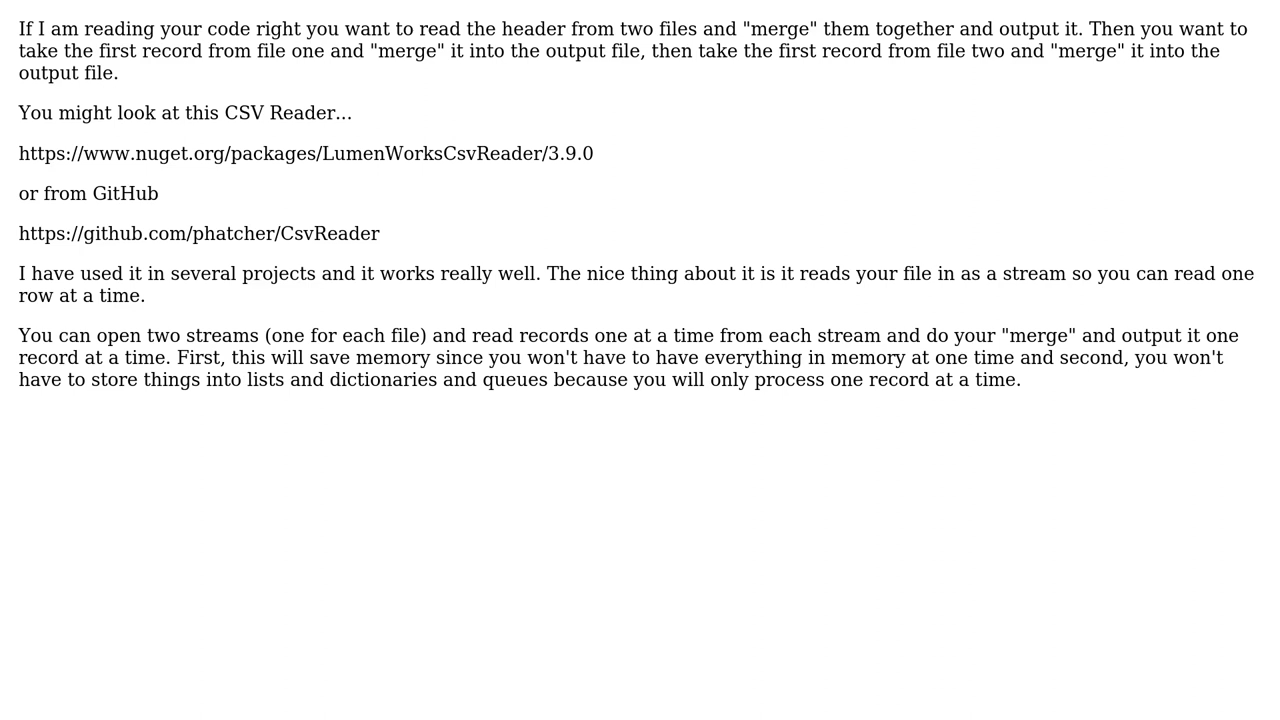 If I am reading your code right you want to read the header from two files and "merge" them together and output it. Then you want to
take the first record from file one and "merge" it into the output file, then take the first record from file two and "merge" it into the
output file.
You might look at this CSV Reader...
https://www.nuget.org/packages/LumenWorksCsvReader/3.9.0
or from GitHub
https://github.com/phatcher/CsvReader
I have used it in several projects and it works really well. The nice thing about it is it reads your file in as a stream so you can read one
row at a time.
You can open two streams (one for each file) and read records one at a time from each stream and do your "merge" and output it one
record at a time. First, this will save memory since you won't have to have everything in memory at one time and second, you won't
have to store things into lists and dictionaries and queues because you will only process one record at a time.